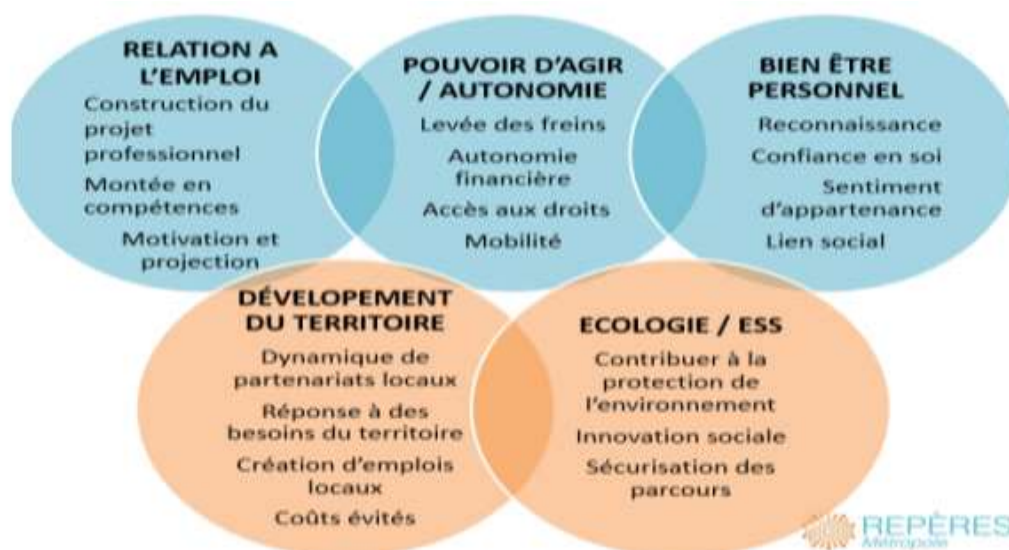 RELATION A
L'EMPLOI
Construction du
projet
professionnel
Montée en
compétences
Motivation et
projection
POUVOIR D'AGIR
/ AUTONOMIE
Levée des freins
Autonomie
financière
Accès aux droits
Mobilité
BIEN ÊTRE
PERSONNEL
Reconnaissance
Confiance en soi
Sentiment
d'appartenance
Lien social
DÉVELOPEMENT
DU TERRITOIRE
Dynamique de
partenariats locaux
Réponse à des
besoins du territoire
Création d'emplois
locaux
Coûts évités
ECOLOGIE / ESS
Contribuer à la
protection de
l'environnement
Innovation sociale
Sécurisation des
parcours
REPÈRES
Métropole